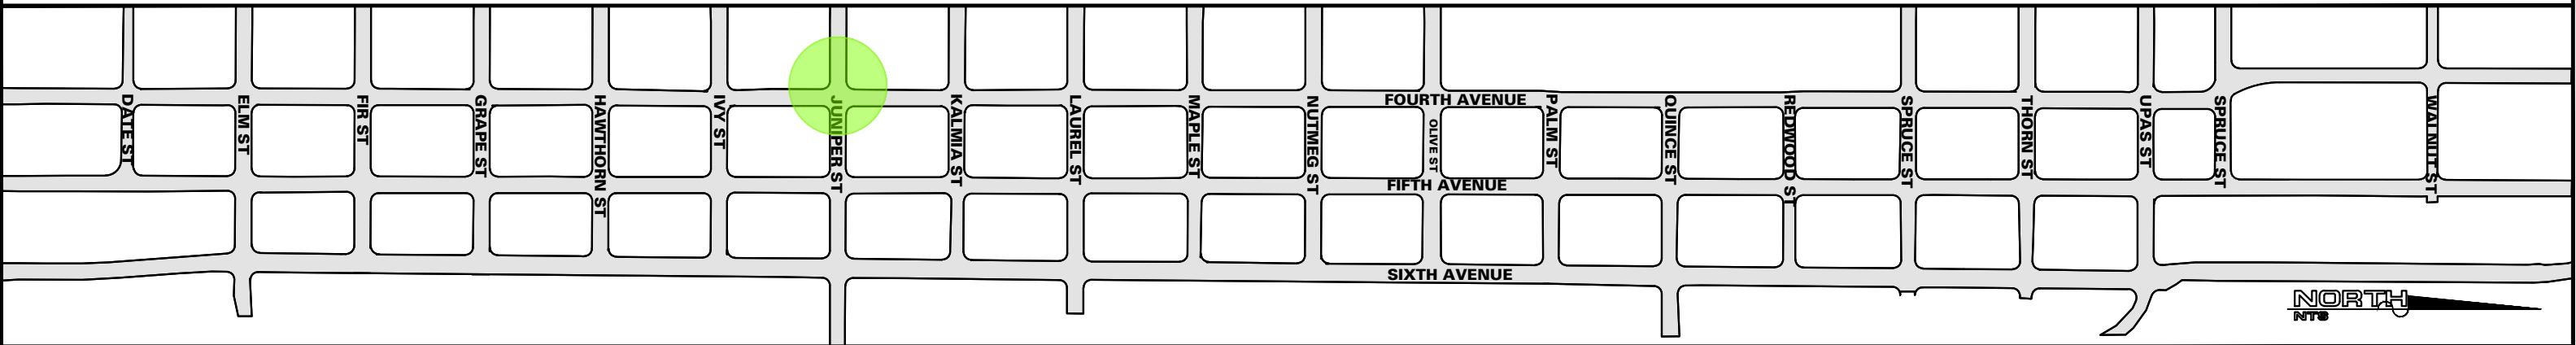 FOURTH AVENUE
DATE ST
ELM ST
FIR ST
GRAPE ST
HAWTHORN ST
IVY ST
JUNIPER ST
KALMIA ST
LAUREL ST
MAPLE ST
NUTMEG ST
OLIVE ST
PALM ST
QUINCE ST
REDWOOD ST
SPRUCE ST
THORN ST
UPAS ST
SPRUCE ST
WALNUT ST
FIFTH AVENUE
SIXTH AVENUE
NORTH
NTS